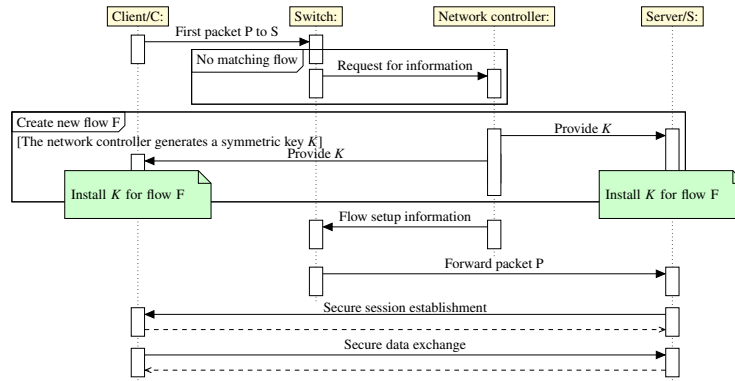 Client/C:
Switch:
Network controller:
Server/S:
First packet P to S
No matching flow
Request for information
Create new flow F
[The network controller generates a symmetric key K]
Provide K
Provide K
Install K for flow F
Install K for flow F
Flow setup information
Forward packet P
Secure session establishment
Secure data exchange